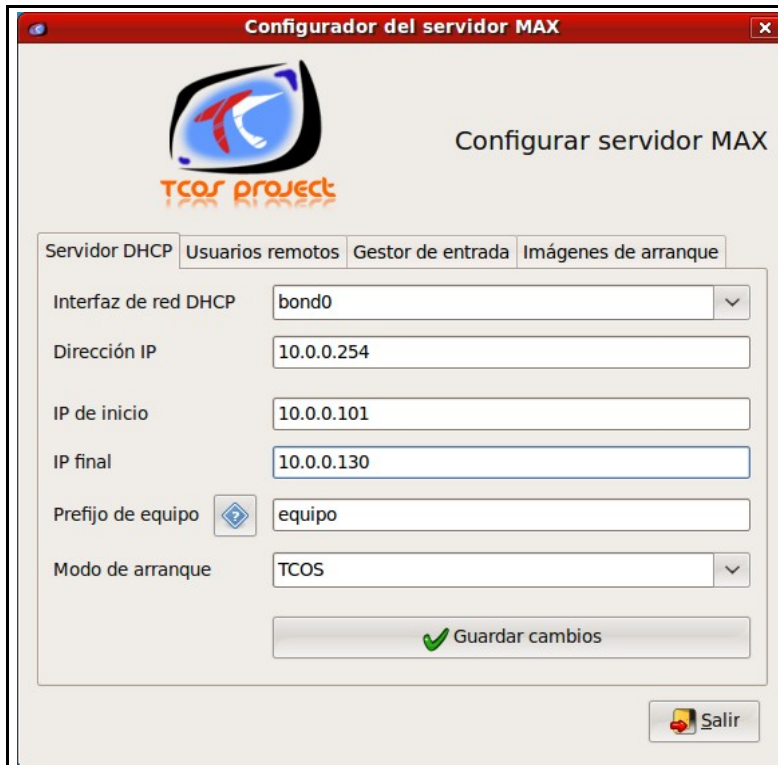 Configurador del servidor MAX
TCOS PROJECT
Configurar servidor MAX
Servidor DHCP Usuarios remotos Gestor de entrada Imágenes de arranque
Interfaz de red DHCP bond0
Dirección IP 10.0.0.254
IP de inicio 10.0.0.101
IP final 10.0.0.130
Prefijo de equipo ? equipo
Modo de arranque TCOS
Guardar cambios
Salir